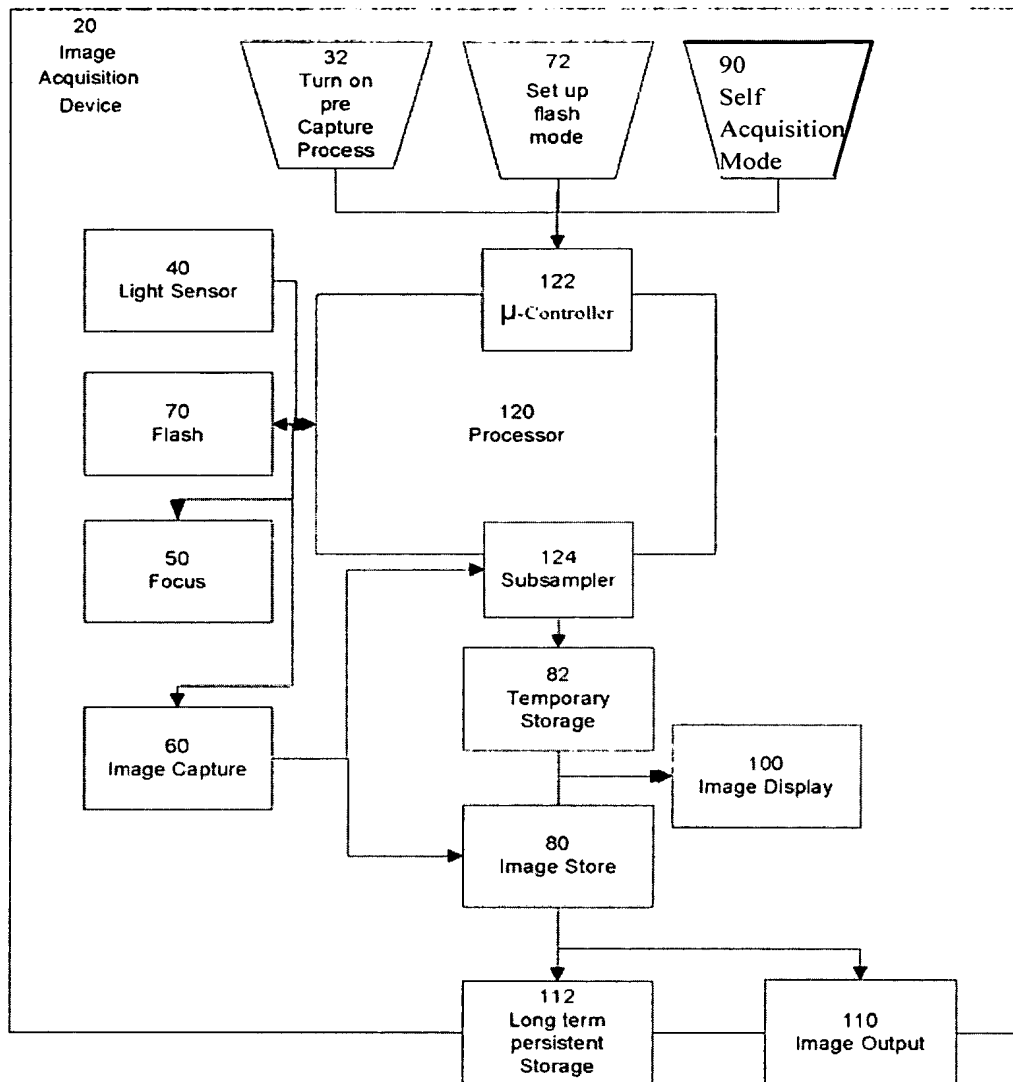 20
Image
Acquisition
Device
32
Turn on
pre
Capture
Process
72
Set up
flash
mode
90
Self
Acquisition
Mode
40
Light Sensor
122
µ-Controller
70
Flash
120
Processor
50
Focus
124
Subsampler
82
Temporary
Storage
60
Image Capture
100
Image Display
80
Image Store
112
Long term
persistent
Storage
110
Image Output